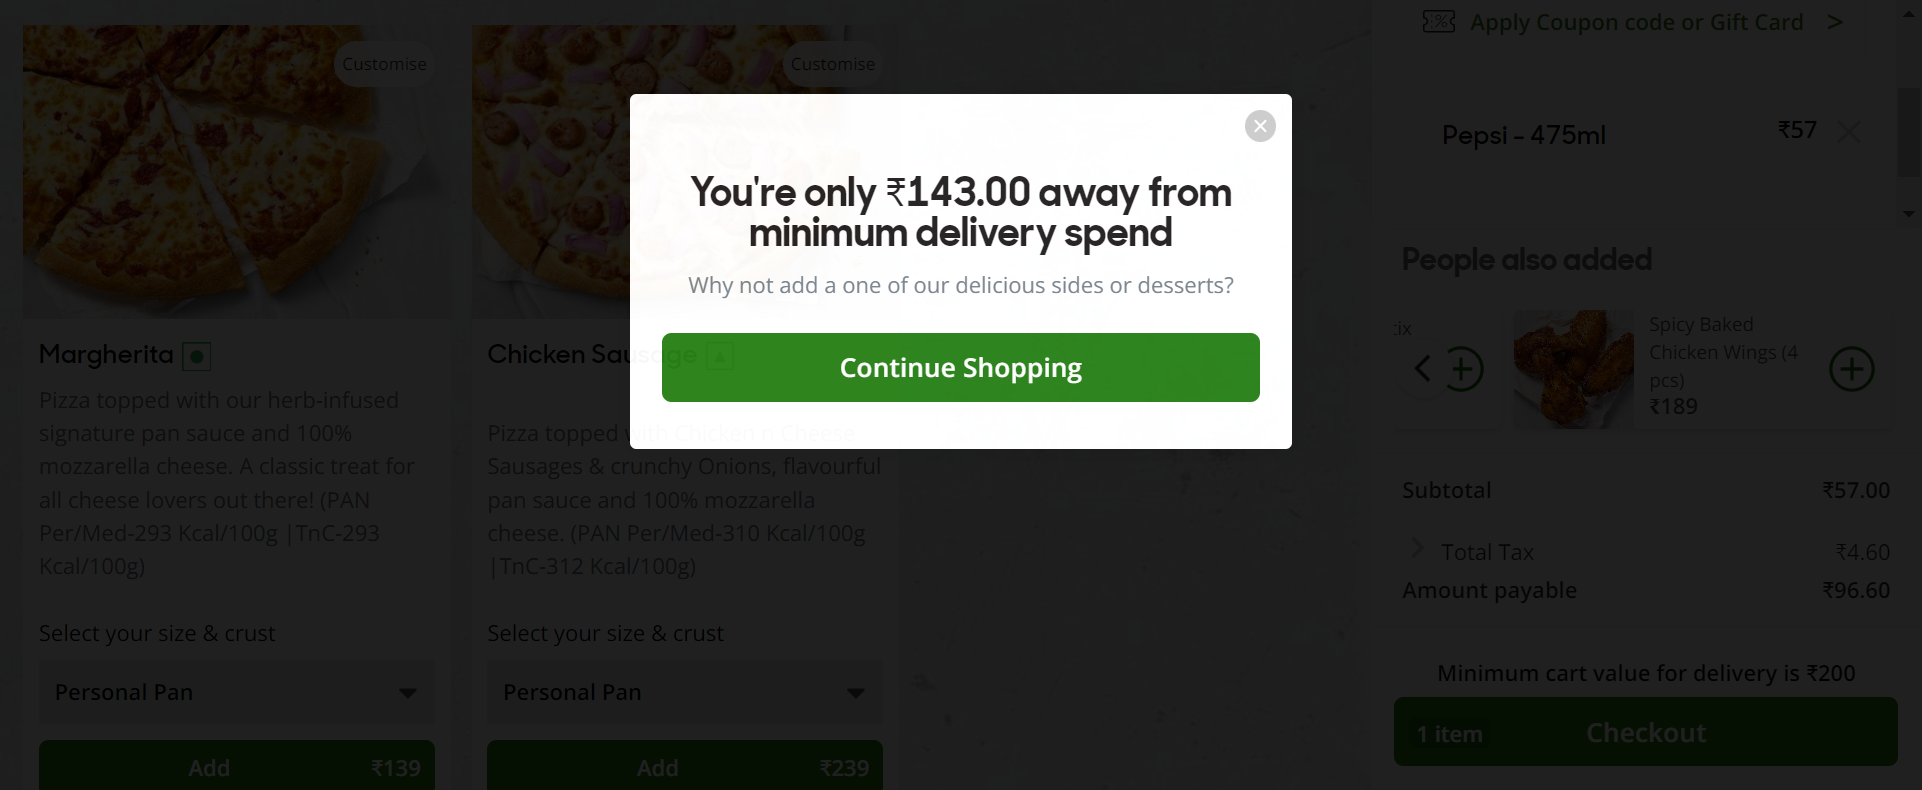 Customise
Customise
Margherita
Pizza topped with our herb-infused
signature pan sauce and 100%
mozzarella cheese. A classic treat for
all cheese lovers out there! (PAN
Per/Med-293 Kcal/100g |TnC-293
Kcal/100g)
Select your size & crust
Personal Pan
Add ₹139
Chicken Sausage
Pizza topped with Chicken n Cheese
Sausages & crunchy Onions, flavourful
pan sauce and 100% mozzarella
cheese. (PAN Per/Med-310 Kcal/100g
|TnC-312 Kcal/100g)
Select your size & crust
Personal Pan
Add ₹239
You're only ₹143.00 away from
minimum delivery spend
Why not add a one of our delicious sides or desserts?
Continue Shopping
Apply Coupon code or Gift Card >
Pepsi - 475ml ₹57
People also added
Spicy Baked
Chicken Wings (4
pcs)
₹189
Subtotal ₹57.00
Total Tax ₹4.60
Amount payable ₹96.60
Minimum cart value for delivery is ₹200
1 item Checkout